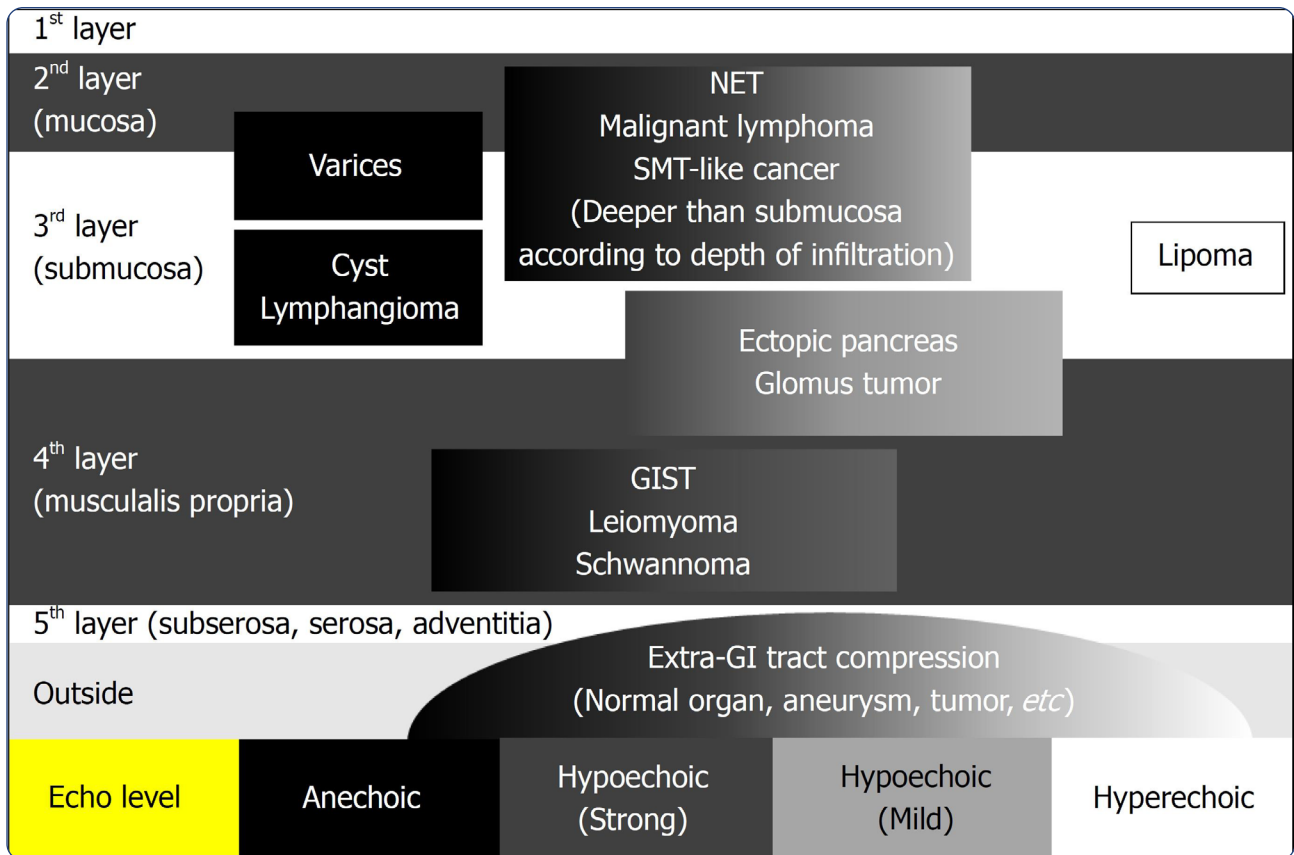 1st layer
2nd layer
(mucosa)
NET
Malignant lymphoma
SMT-like cancer
(Deeper than submucosa
according to depth of infiltration)
Varices
3rd layer
(submucosa)
Cyst
Lymphangioma
Lipoma
Ectopic pancreas
Glomus tumor
4th layer
(musculalis propria)
GIST
Leiomyoma
Schwannoma
5th layer (subserosa, serosa, adventitia)
Extra-GI tract compression
(Normal organ, aneurysm, tumor, etc)
Outside
Echo level
Anechoic
Hypoechoic
(Strong)
Hypoechoic
(Mild)
Hyperechoic